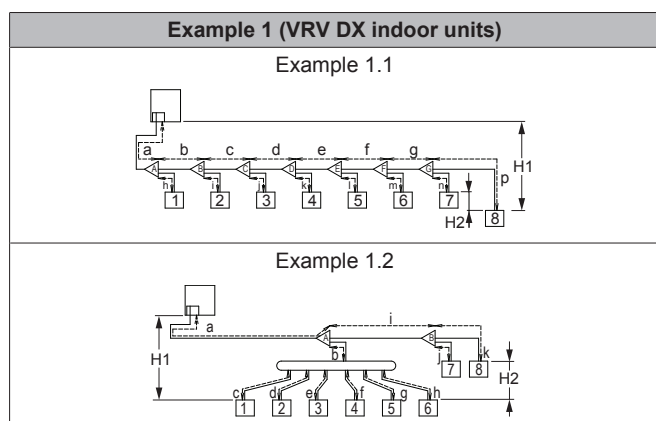 Example 1 (VRV DX indoor units)
Example 1.1
a b c d e f g
A B C D E F G
H1
p
h i j k l m n
1 2 3 4 5 6 7
H2
8
Example 1.2
a
i
A B
H1
b
j
k
7 8
H2
c d e f g h
1 2 3 4 5 6